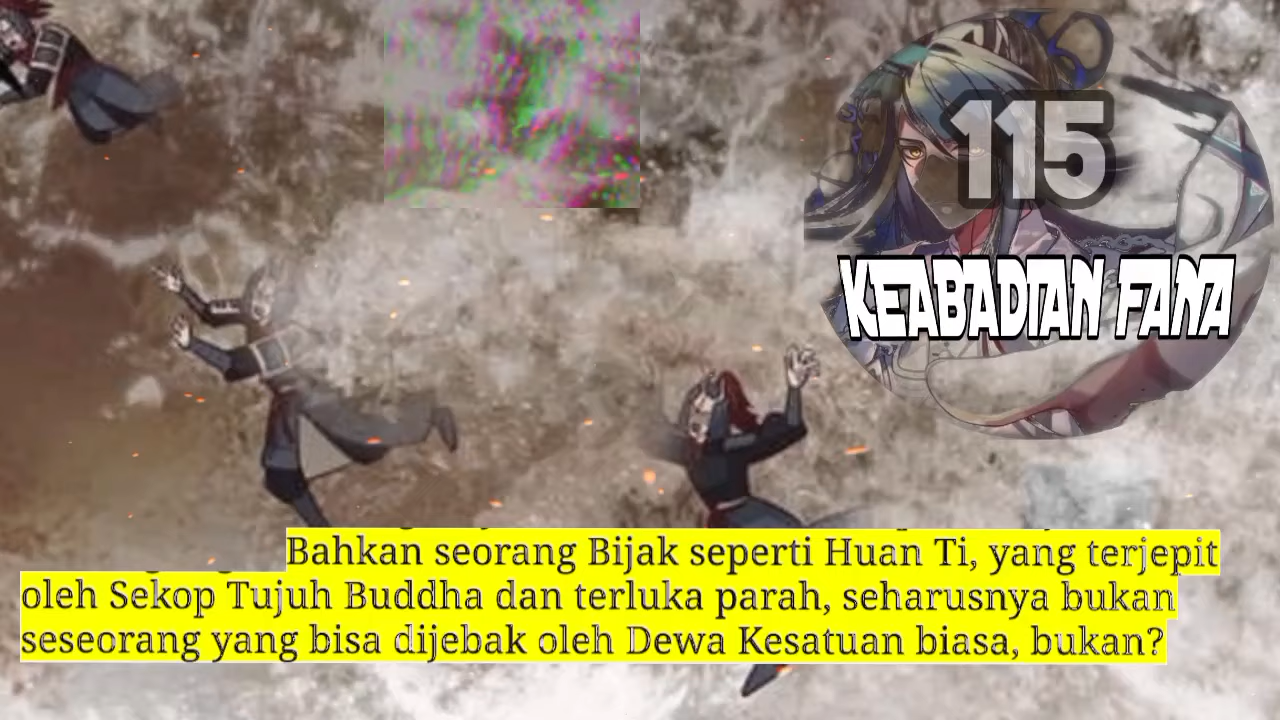 115
KEABADIAN FANA
Bahkan seorang Bijak seperti Huan Ti, yang terjepit
oleh Sekop Tujuh Buddha dan terluka parah, seharusnya bukan
seseorang yang bisa dijebak oleh Dewa Kesatuan biasa, bukan?